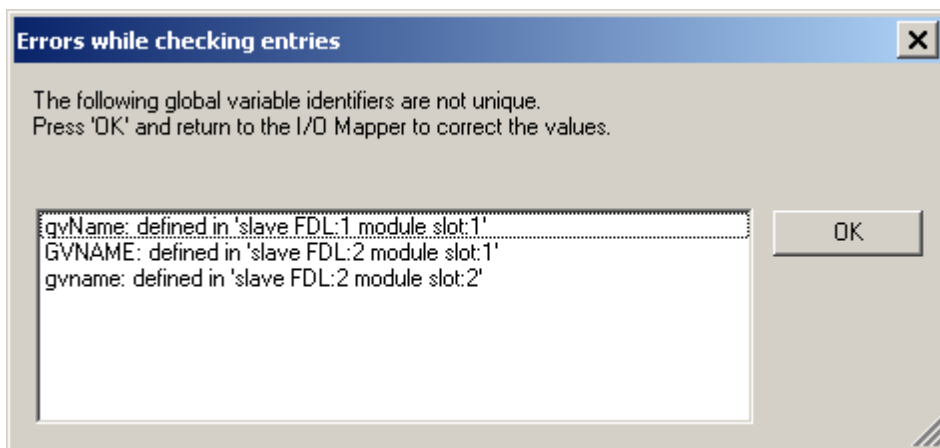 Errors while checking entries
The following global variable identifiers are not unique.
Press 'OK' and return to the I/O Mapper to correct the values.
gvName: defined in 'slave FDL:1 module slot:1'
GVNAME: defined in 'slave FDL:2 module slot:1'
gvname: defined in 'slave FDL:2 module slot:2'
OK